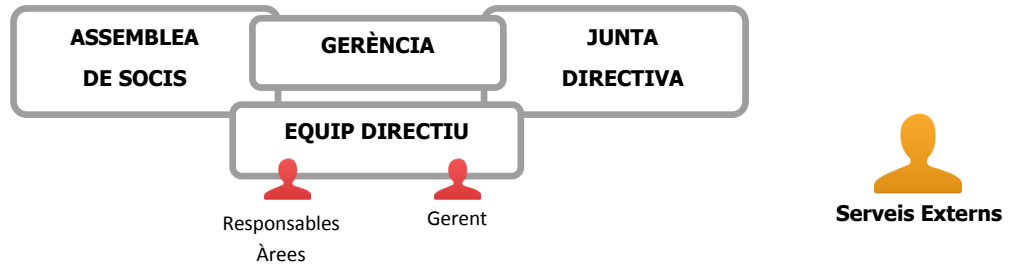 ASSEMBLEA
DE SOCIS
GERÈNCIA
JUNTA
DIRECTIVA
EQUIP DIRECTIU
Responsables
Àrees
Gerent
Serveis Externs